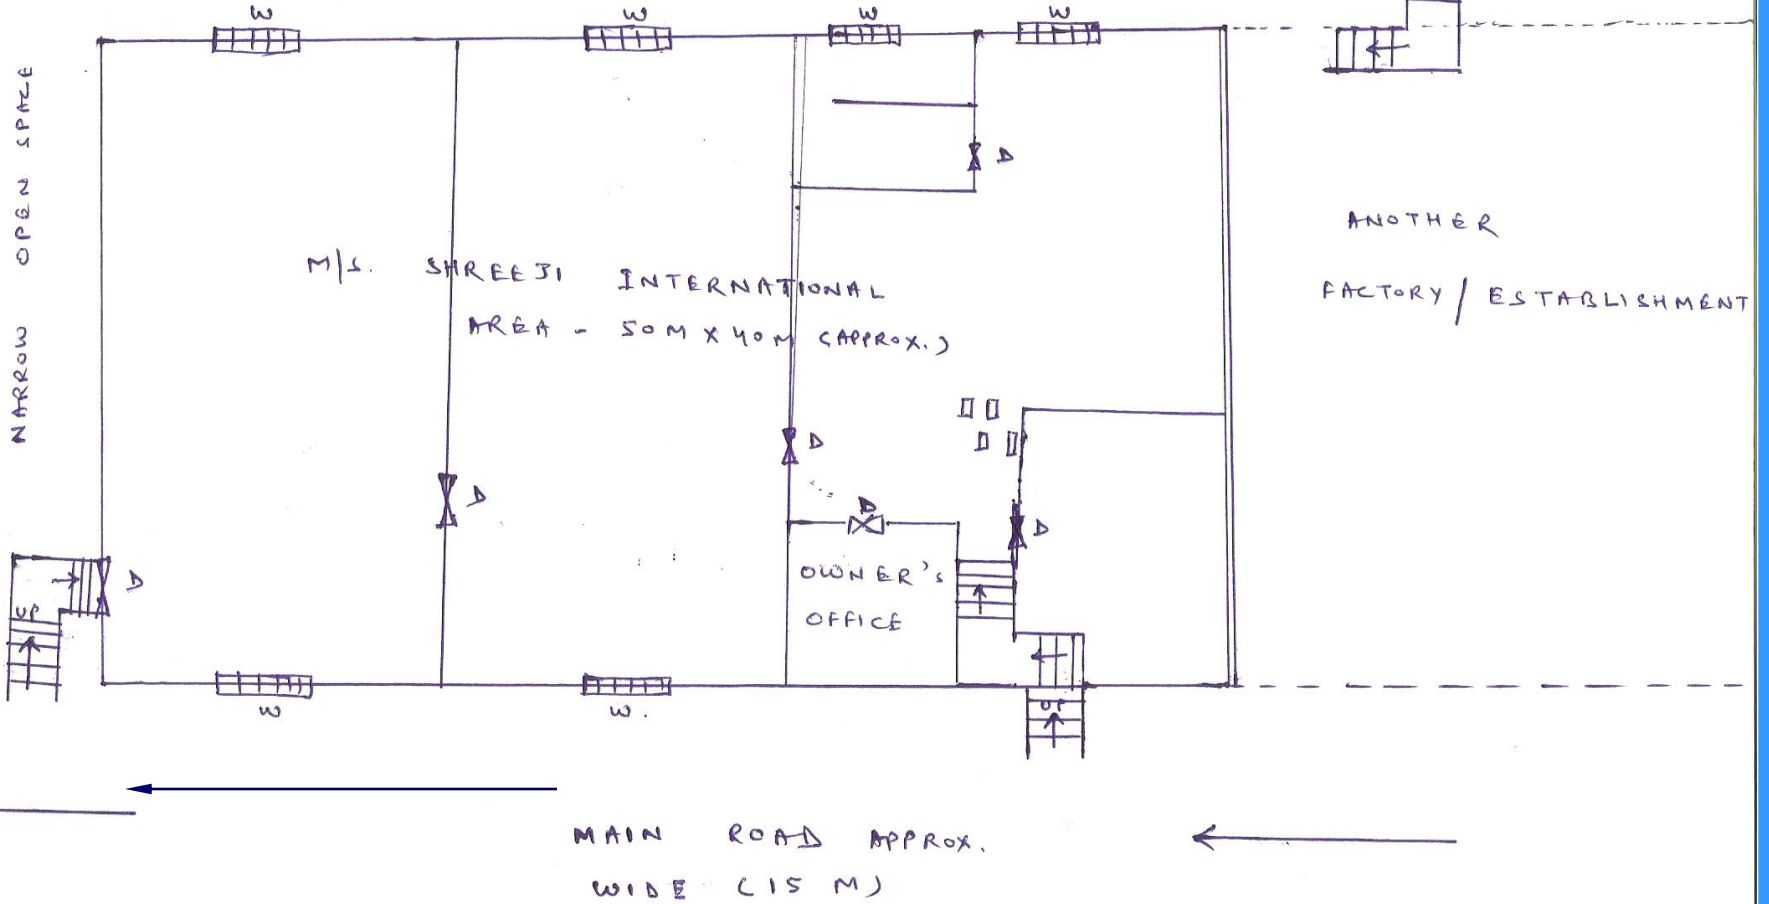 W W W W
D
NARROW OPEN SPACE
ANOTHER
FACTORY / ESTABLISHMENT
M/S. SHREEJI INTERNATIONAL
AREA - 50M X 40M (APPROX.)
D
D
D
D
OWNER'S
OFFICE
D
UP
UP
W W.
MAIN ROAD APPROX.
WIDE (15 M)